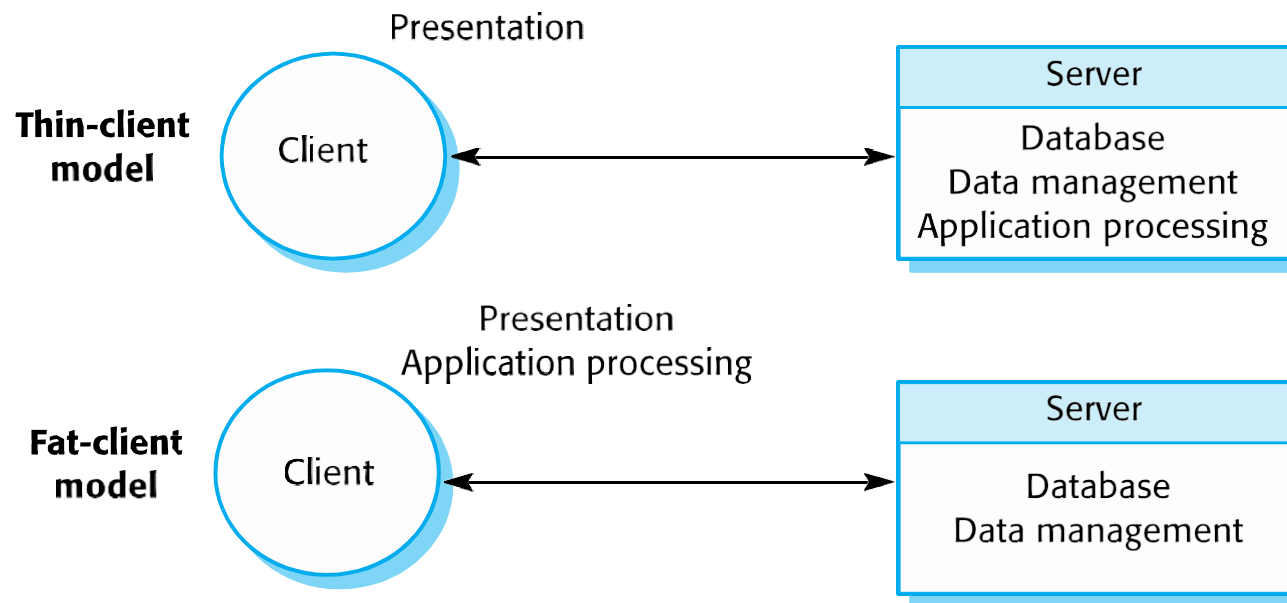 Presentation
Thin-client
model
Client
Server
Database
Data management
Application processing
Presentation
Application processing
Fat-client
model
Client
Server
Database
Data management